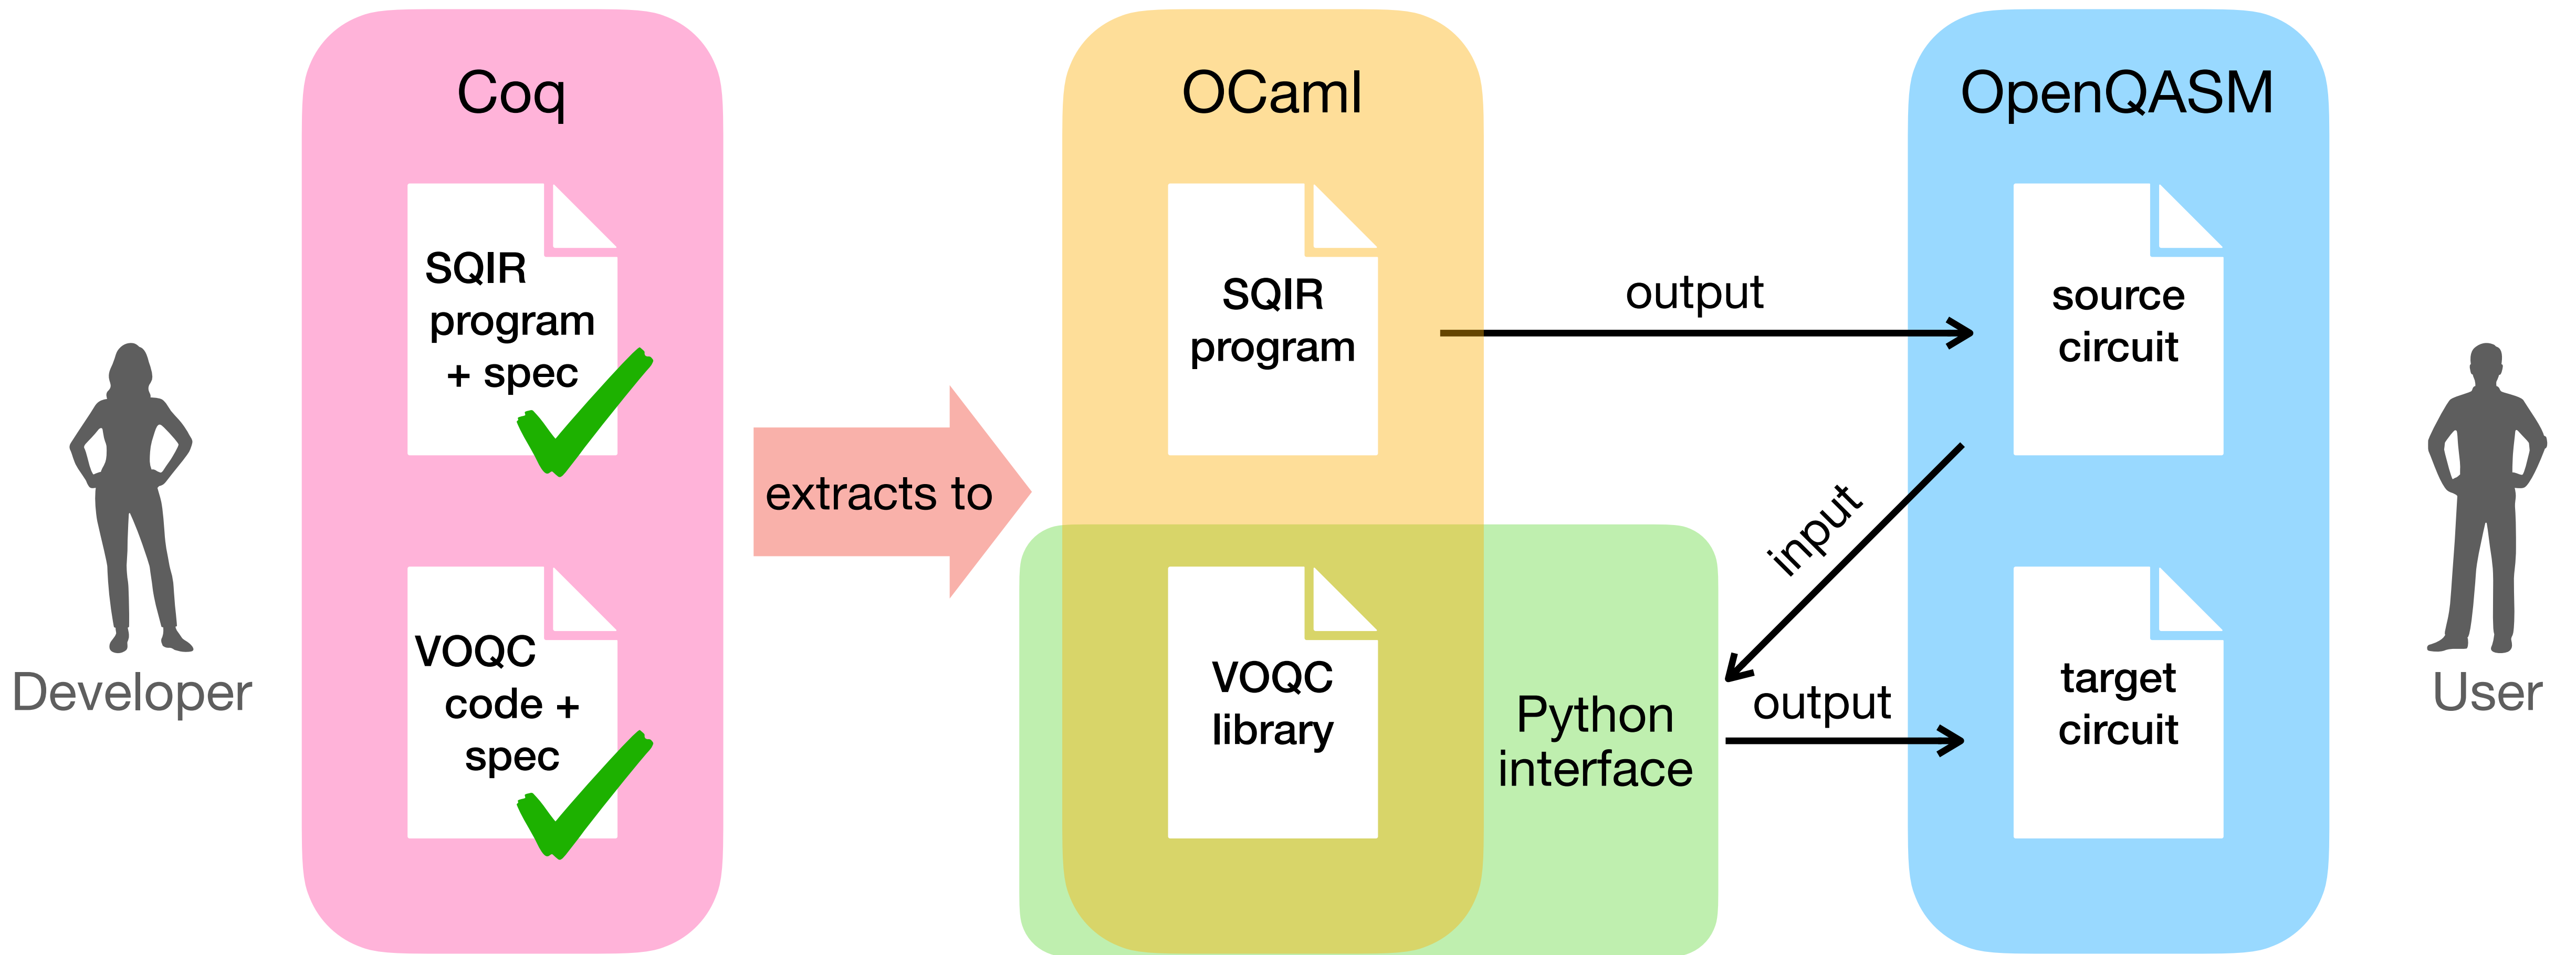 Coq
OCaml
OpenQASM
SQIR
program
+ spec
SQIR
program
output
source
circuit
extracts to
input
VOQC
code +
spec
VOQC
library
Python
interface
output
target
circuit
Developer
User